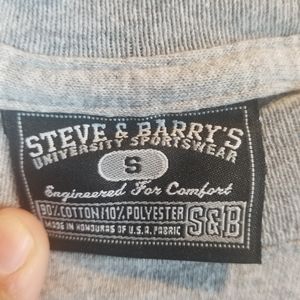 STEVE & BARRY'S
UNIVERSITY SPORTSWEAR
S
Engineered For Comfort
90% COTTON/10% POLYESTER
MADE IN HONDURAS OF U.S.A. FABRIC
S&B